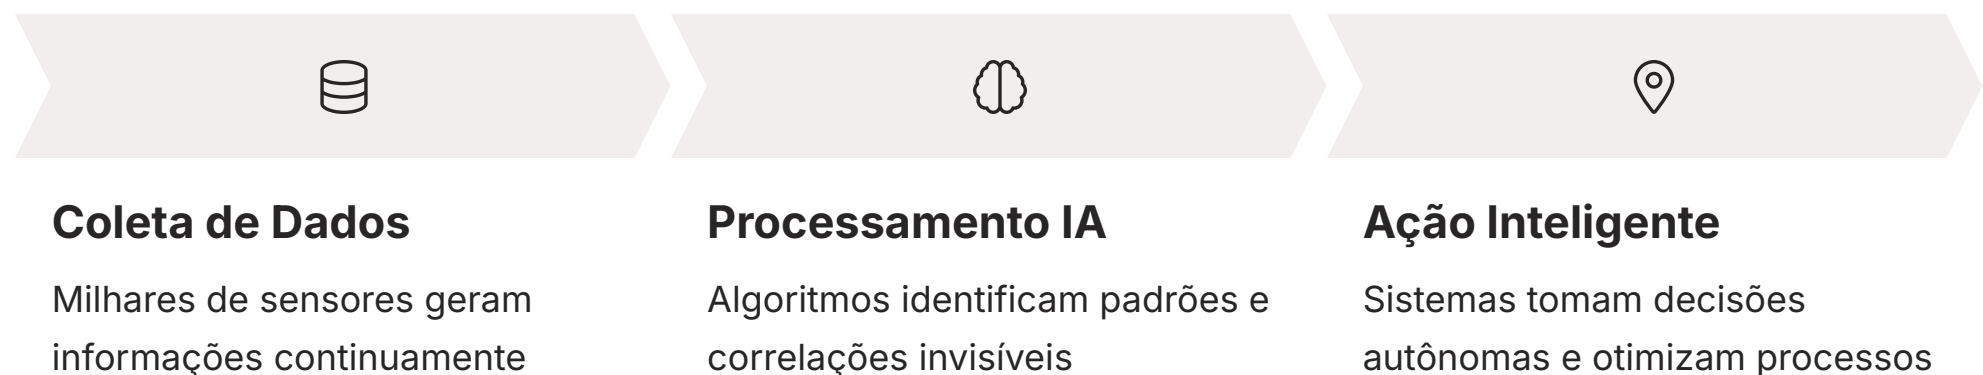 Coleta de Dados
Milhares de sensores geram
informações continuamente
Processamento IA
Algoritmos identificam padrões e
correlações invisíveis
Ação Inteligente
Sistemas tomam decisões
autônomas e otimizam processos